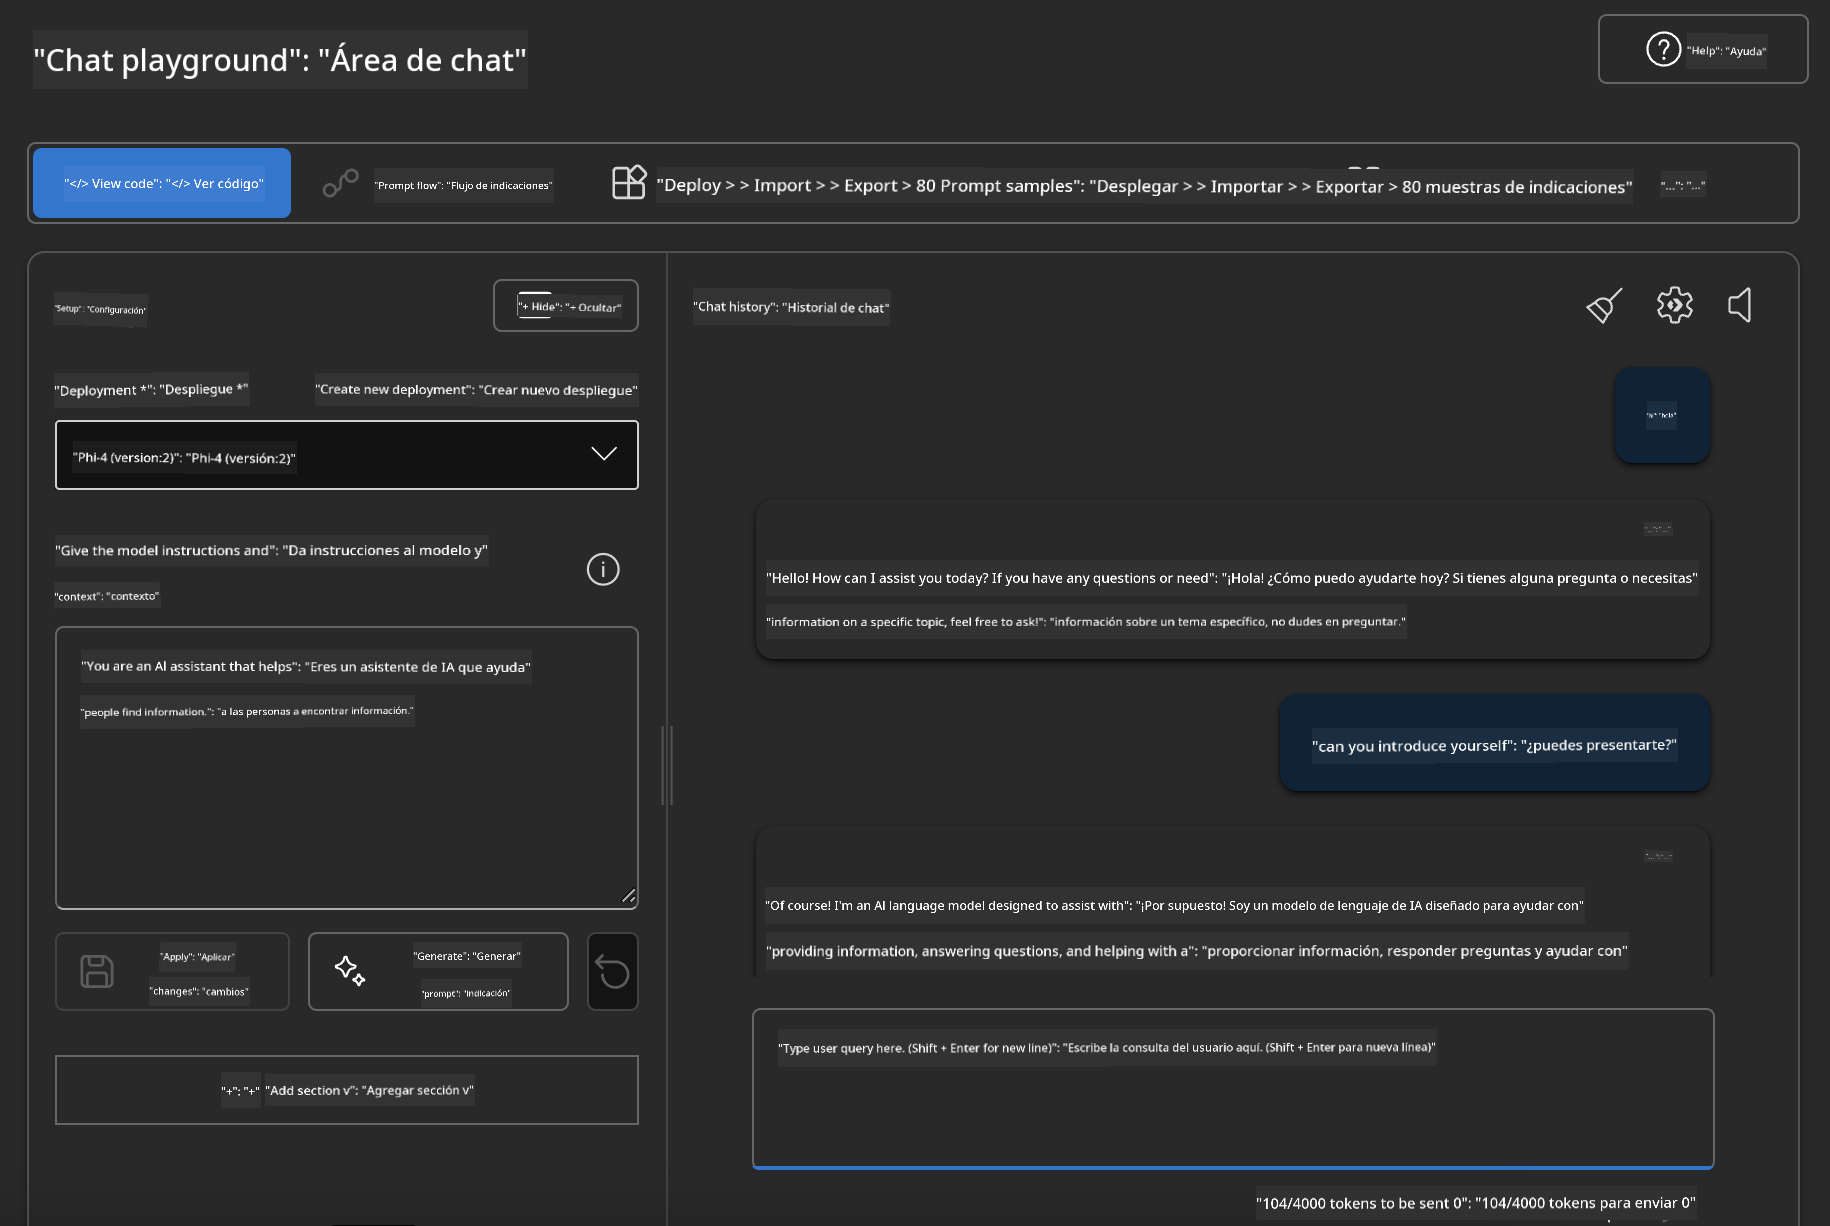 "Chat playground": "Área de chat"
"Help": "Ayuda"
"</> View code": "</> Ver código"
"Prompt flow": "Flujo de indicaciones"
"Deploy > > Import > > Export > 80 Prompt samples": "Desplegar > > Importar > > Exportar > 80 muestras de indicaciones"
"...": "..."
"Setup": "Configuración"
"+ Hide": "+ Ocultar"
"Chat history": "Historial de chat"
"Deployment *": "Despliegue *"
"Create new deployment": "Crear nuevo despliegue"
"Phi-4 (version:2)": "Phi-4 (versión:2)"
"hi": "hola"
"Give the model instructions and": "Da instrucciones al modelo y"
"context": "contexto"
"...": "..."
"Hello! How can I assist you today? If you have any questions or need": "¡Hola! ¿Cómo puedo ayudarte hoy? Si tienes alguna pregunta o necesitas"
"information on a specific topic, feel free to ask!": "información sobre un tema específico, no dudes en preguntar."
"You are an AI assistant that helps": "Eres un asistente de IA que ayuda"
"people find information.": "a las personas a encontrar información."
"can you introduce yourself": "¿puedes presentarte?"
"...": "..."
"Of course! I'm an AI language model designed to assist with": "¡Por supuesto! Soy un modelo de lenguaje de IA diseñado para ayudar con"
"providing information, answering questions, and helping with a": "proporcionar información, responder preguntas y ayudar con"
"Apply": "Aplicar"
"changes": "cambios"
"Generate": "Generar"
"prompt": "indicación"
"+": "+"
"Add section v": "Agregar sección v"
"Type user query here. (Shift + Enter for new line)": "Escribe la consulta del usuario aquí. (Shift + Enter para nueva línea)"
"104/4000 tokens to be sent 0": "104/4000 tokens para enviar 0"